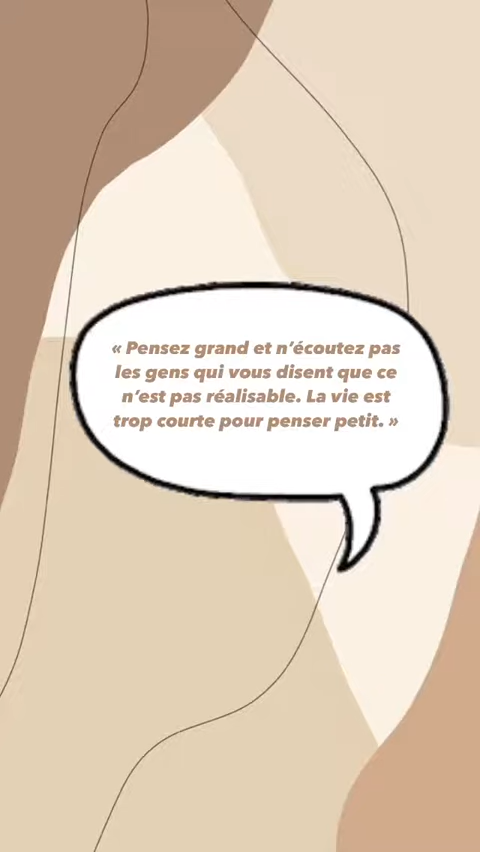 « Pensez grand et n’écoutez pas
les gens qui vous disent que ce
n’est pas réalisable. La vie est
trop courte pour penser petit. »